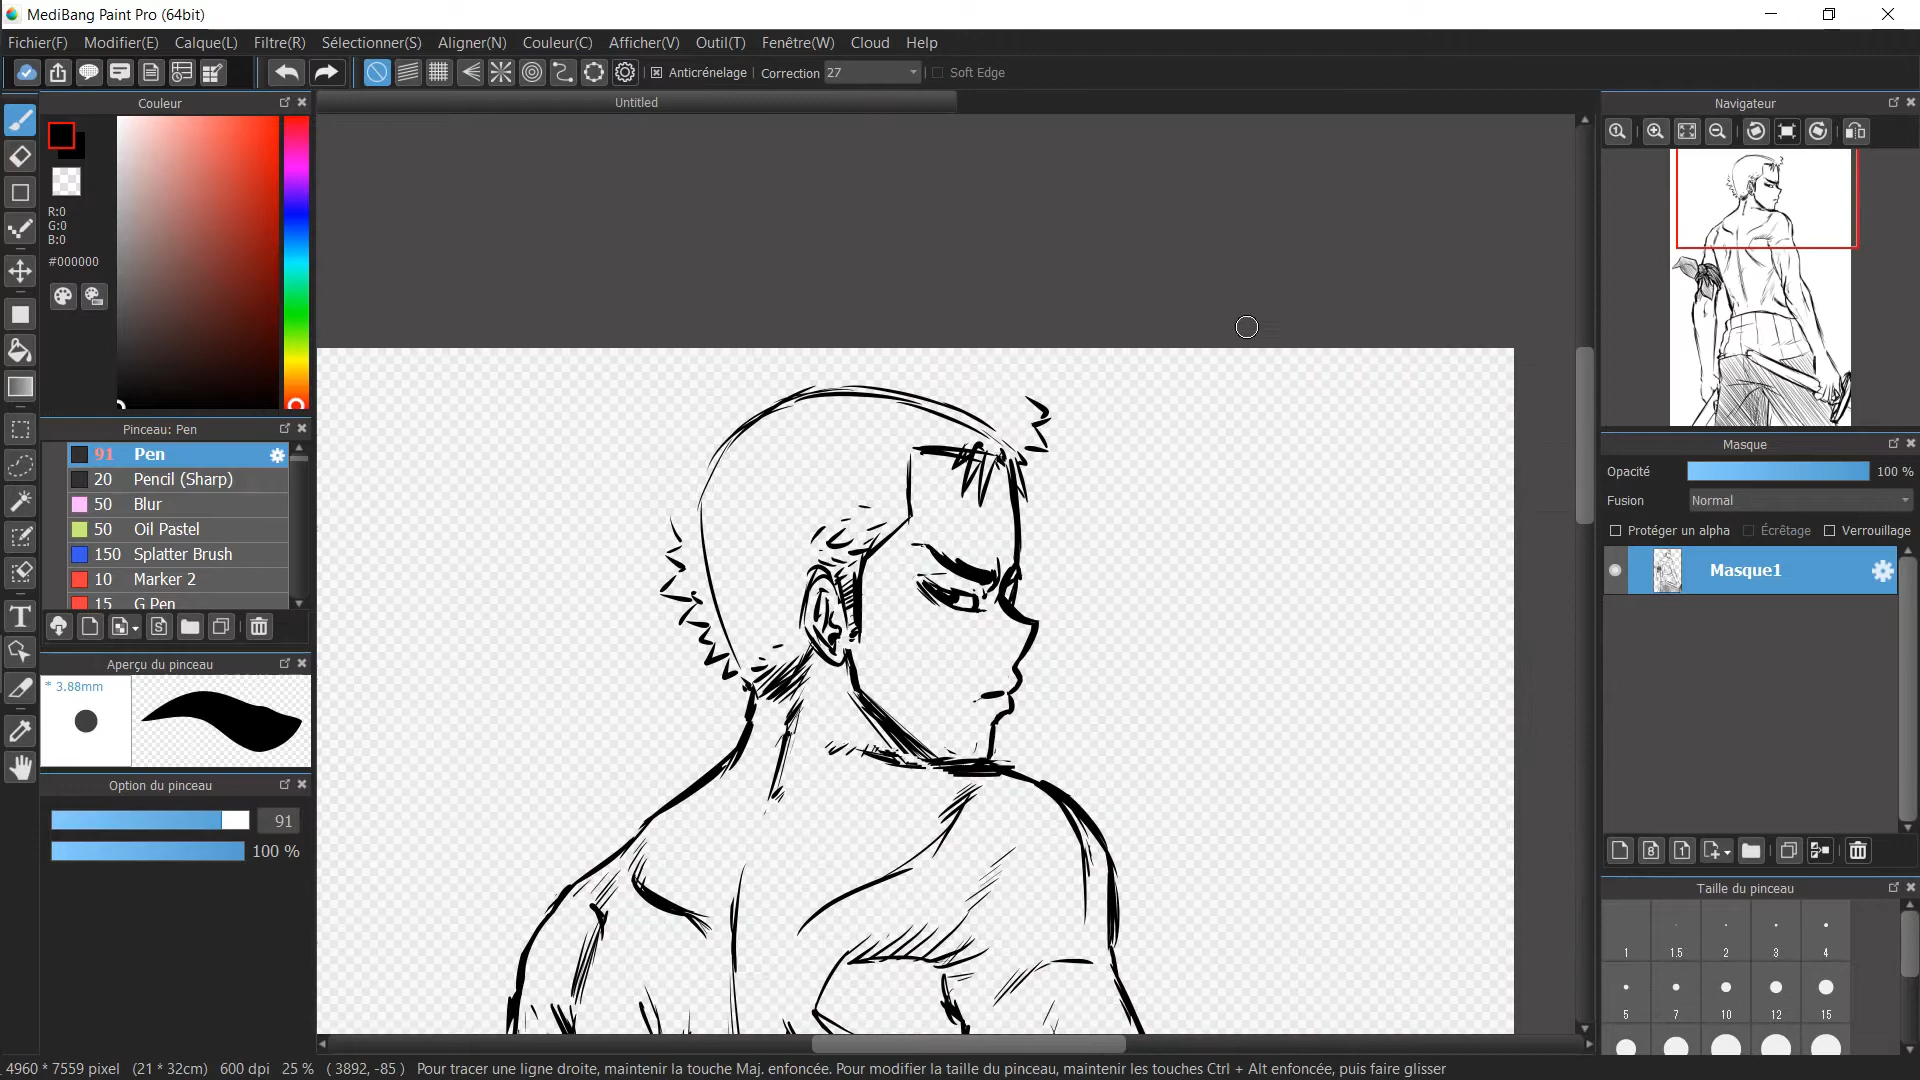 MediBang Paint Pro (64bit)
Fichier(F) Modifier(E) Calque(L) Filtre(R) Sélectionner(S) Aligner(N) Couleur(C) Afficher(V) Outil(T) Fenêtre(W) Cloud Help
Anticrénelage Correction 27 Soft Edge
Couleur
Untitled
Navigateur
R:0
G:0
B:0
#000000
Pinceau: Pen
91 Pen
20 Pencil (Sharp)
50 Blur
50 Oil Pastel
150 Splatter Brush
10 Marker 2
15 G Pen
Aperçu du pinceau
* 3.88mm
Option du pinceau
91
100 %
Masque
Opacité 100 %
Fusion Normal
Protéger un alpha Écrêtage Verrouillage
Masque1
Taille du pinceau
1 1.5 2 3 4
5 7 10 12 15
4960 * 7559 pixel (21 * 32cm) 600 dpi 25 % ( 3892, -85 ) Pour tracer une ligne droite, maintenir la touche Maj. enfoncée. Pour modifier la taille du pinceau, maintenir les touches Ctrl + Alt enfoncée, puis faire glisser